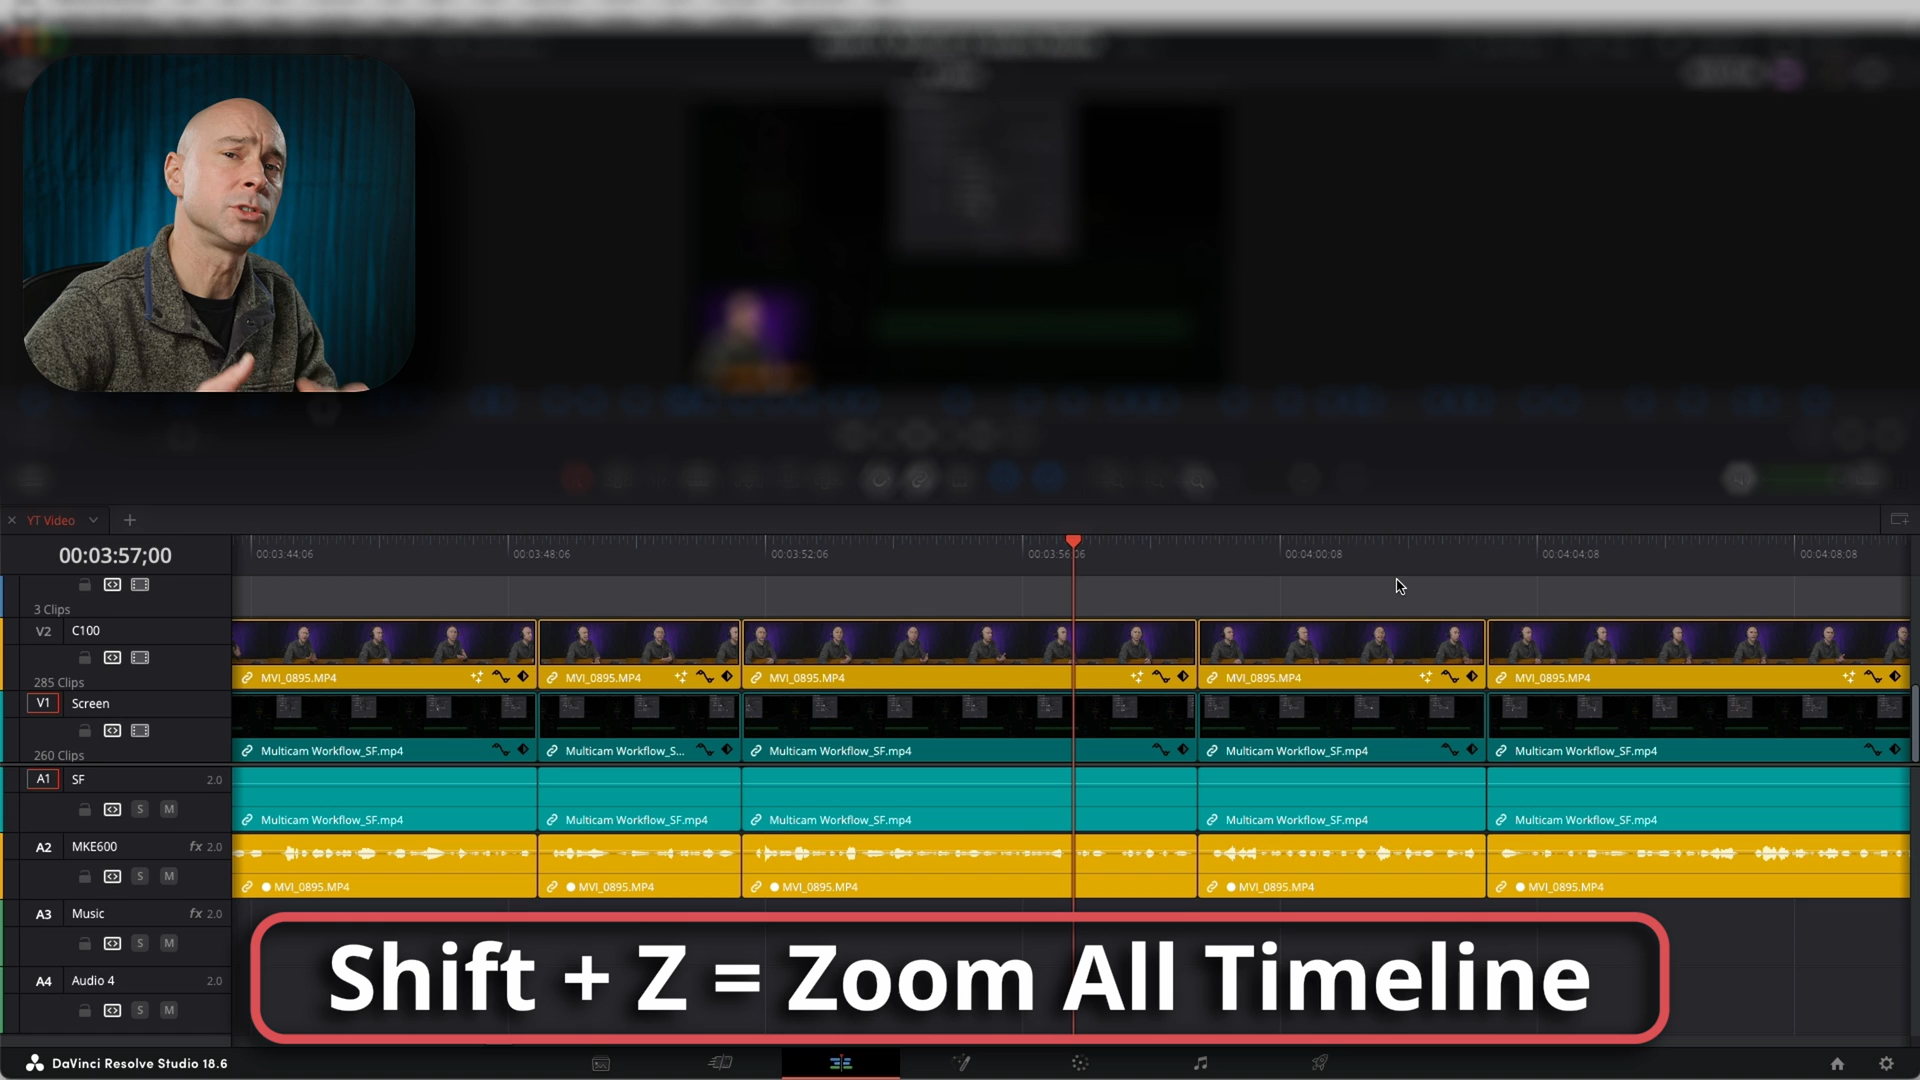 YT Video
00:03:57;00
00:03:44:06
00:03:48:06
00:03:52:06
00:03:56:06
00:04:00:08
00:04:04:08
00:04:08:08
3 Clips
V2 C100
285 Clips
MVI_0895.MP4
MVI_0895.MP4
MVI_0895.MP4
MVI_0895.MP4
MVI_0895.MP4
V1 Screen
260 Clips
Multicam Workflow_SF.mp4
Multicam Workflow_S...
Multicam Workflow_SF.mp4
Multicam Workflow_SF.mp4
Multicam Workflow_SF.mp4
A1 SF 2.0
S M
Multicam Workflow_SF.mp4
Multicam Workflow_SF.mp4
Multicam Workflow_SF.mp4
Multicam Workflow_SF.mp4
Multicam Workflow_SF.mp4
A2 MKE600 fx 2.0
S M
MVI_0895.MP4
MVI_0895.MP4
MVI_0895.MP4
MVI_0895.MP4
MVI_0895.MP4
A3 Music fx 2.0
S M
A4 Audio 4 2.0
S M
Shift + Z = Zoom All Timeline
DaVinci Resolve Studio 18.6